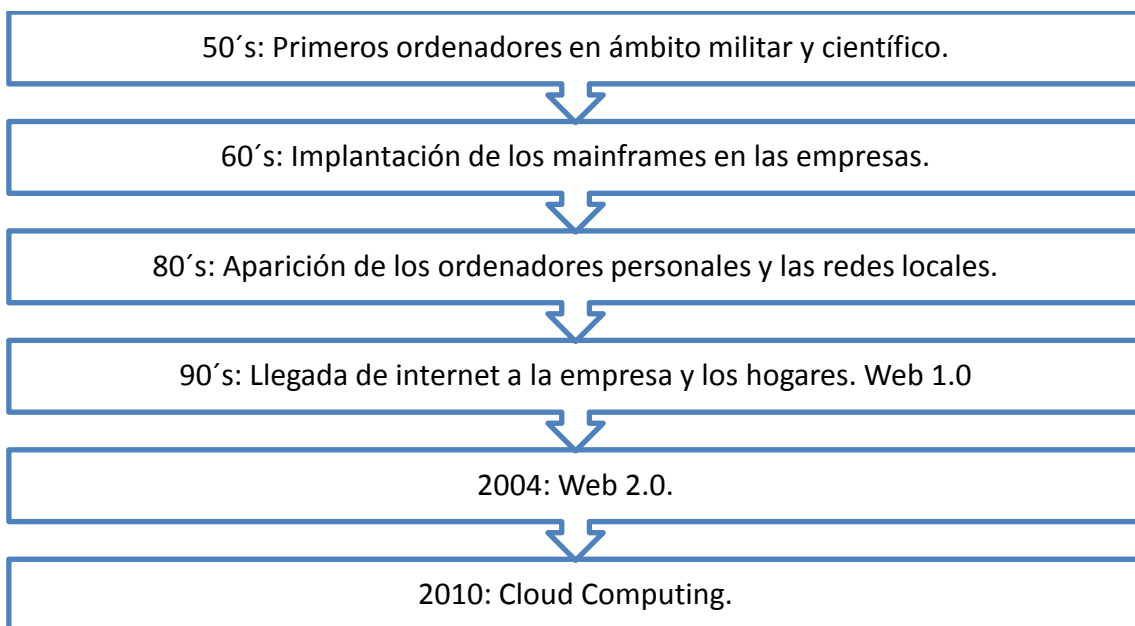 50´s: Primeros ordenadores en ámbito militar y científico.
60´s: Implantación de los mainframes en las empresas.
80´s: Aparición de los ordenadores personales y las redes locales.
90´s: Llegada de internet a la empresa y los hogares. Web 1.0
2004: Web 2.0.
2010: Cloud Computing.